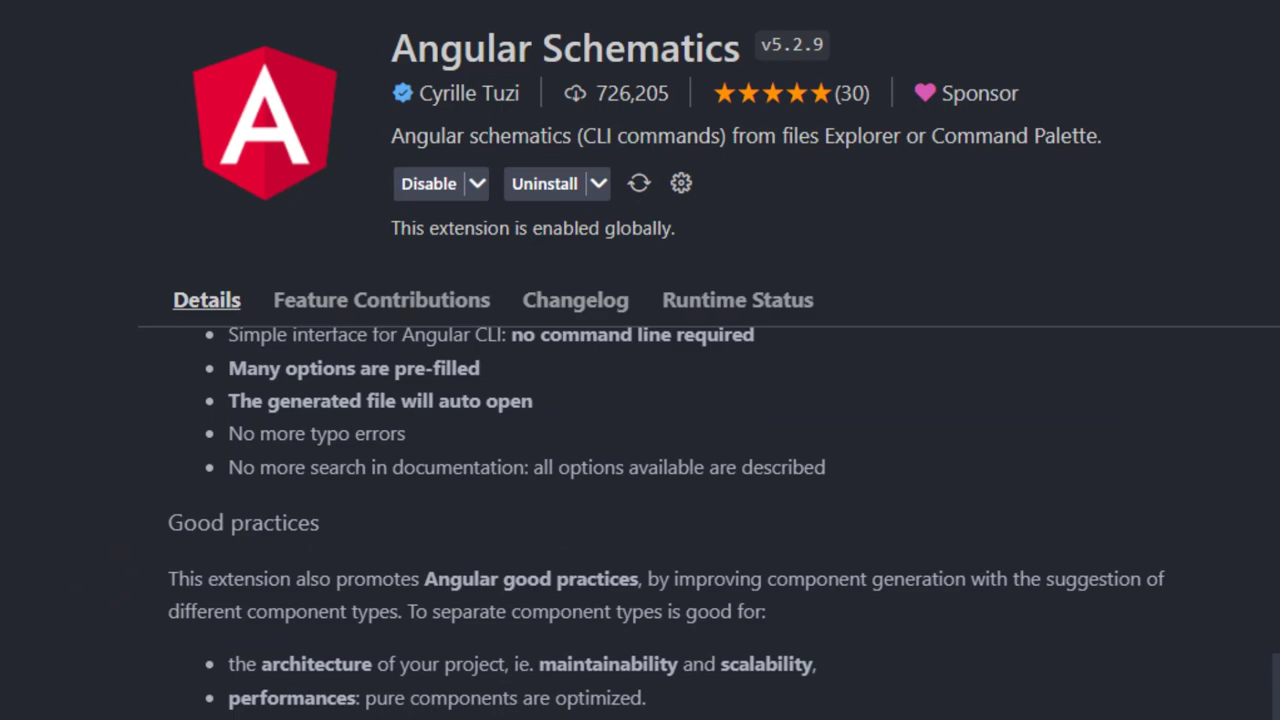 A
Angular Schematics v5.2.9
Cyrille Tuzi 726,205 (30) Sponsor
Angular schematics (CLI commands) from files Explorer or Command Palette.
Disable Uninstall
This extension is enabled globally.
Details Feature Contributions Changelog Runtime Status
Simple interface for Angular CLI: no command line required
Many options are pre-filled
The generated file will auto open
No more typo errors
No more search in documentation: all options available are described
Good practices
This extension also promotes Angular good practices, by improving component generation with the suggestion of
different component types. To separate component types is good for:
the architecture of your project, ie. maintainability and scalability,
performances: pure components are optimized.